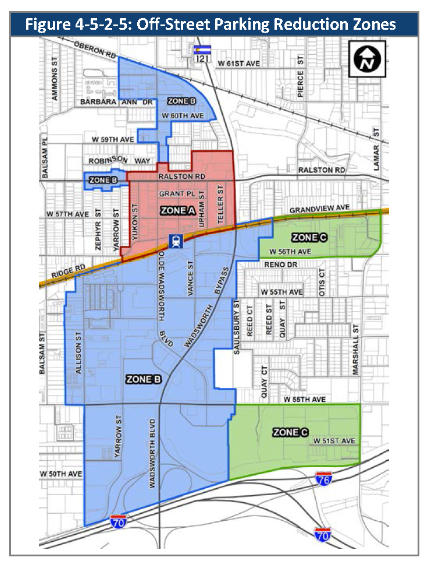 Figure 4-5-2-5: Off-Street Parking Reduction Zones
OBERON RD
121
W 61ST AVE
N
AMMONS ST
PIERCE ST
ZONE B
BARBARA ANN DR
W 60TH AVE
W 59TH AVE
BALSAM PL
LAMAR ST
ROBINSON WAY
ZONE B
RALSTON RD
RALSTON RD
GRANT PL
ZONE A
UPHAM ST
TELLER ST
W 57TH AVE
ZEPHYR ST
YARROW ST
YUKON ST
GRANDVIEW AVE
ZONE C
W 56TH AVE
RIDGE RD
OLDE WADSWORTH BLVD
VANCE ST
WADSWORTH BYPASS
RENO DR
W 55TH AVE
OTIS CT
SAULSBURY ST
REED CT
REED ST
QUAY ST
BALSAM ST
ALLISON ST
MARSHALL ST
ZONE B
QUAY CT
W 55TH AVE
YARROW ST
WADSWORTH BLVD
ZONE C
W 51ST AVE
W 50TH AVE
76
70
70